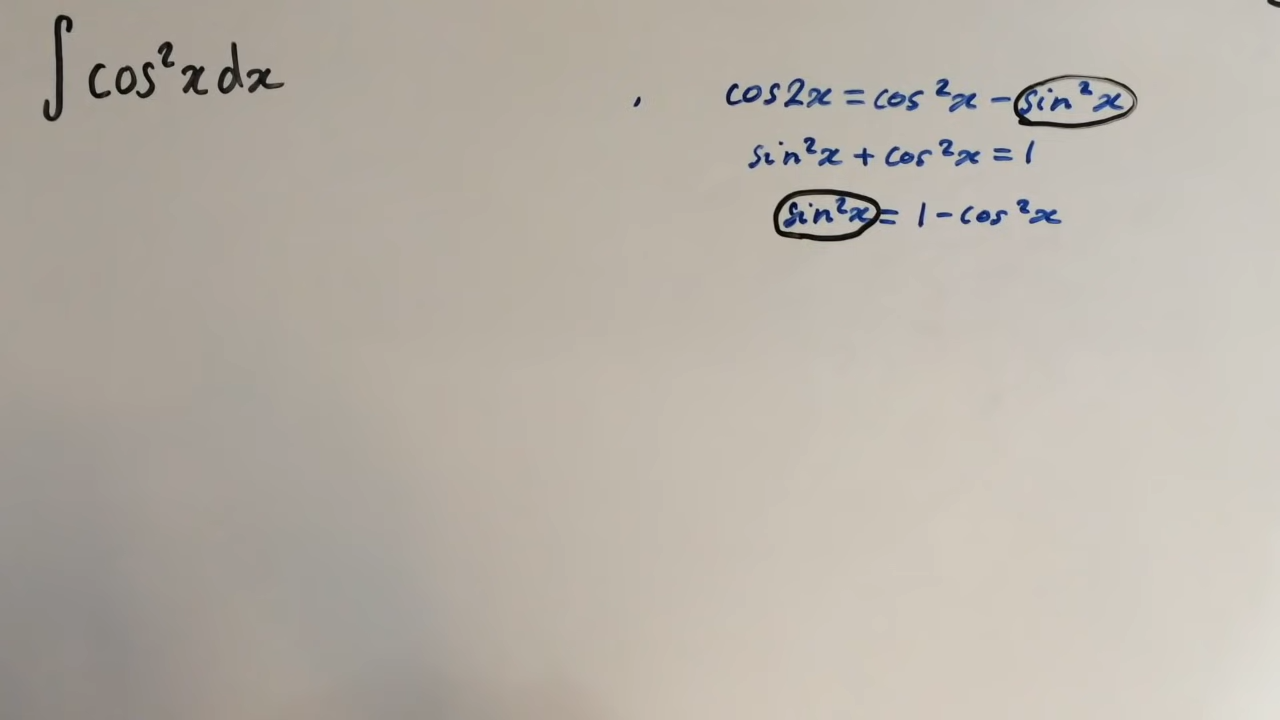 ∫ cos²x dx
cos2x = cos²x - sin²x
sin²x + cos²x = 1
sin²x = 1 - cos²x